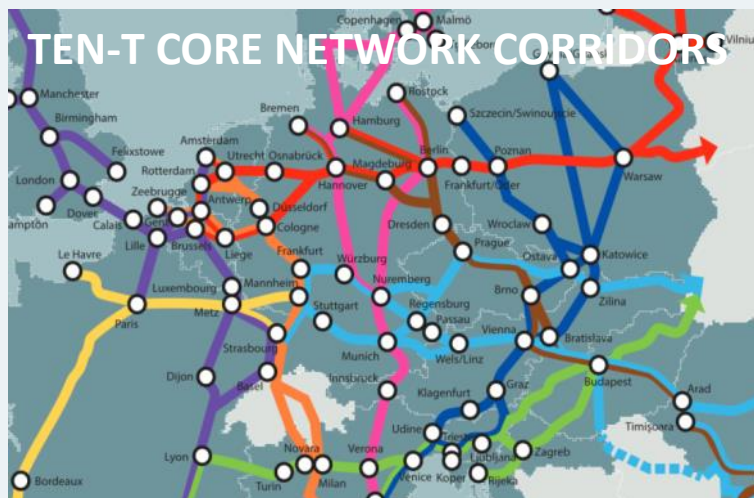 TEN-T CORE NETWORK CORRIDORS
Copenhagen
Malmö
Vilnius
Rostock
Manchester
Bremen
Hamburg
Szczecin/Swinoujscie
Birmingham
Felixstowe
Amsterdam
Utrecht
Osnabrück
Berlin
Poznan
Rotterdam
Magdeburg
Warsaw
London
Zeebrugge
Hannover
Frankfurt/Oder
Antwerp
Düsseldorf
Dover
Calais
Gent
Cologne
Dresden
Wroclaw
Lille
Brussels
Liege
Prague
Katowice
Le Havre
Frankfurt
Würzburg
Ostava
Luxembourg
Mannheim
Nuremberg
Brno
Zilina
Metz
Stuttgart
Regensburg
Paris
Passau
Vienna
Strasbourg
Munich
Wels/Linz
Bratislava
Dijon
Basel
Innsbruck
Budapest
Klagenfurt
Graz
Arad
Udine
Timişoara
Lyon
Novara
Verona
Trieste
Ljubljana
Zagreb
Bordeaux
Turin
Milan
Venice
Koper
Rijeka